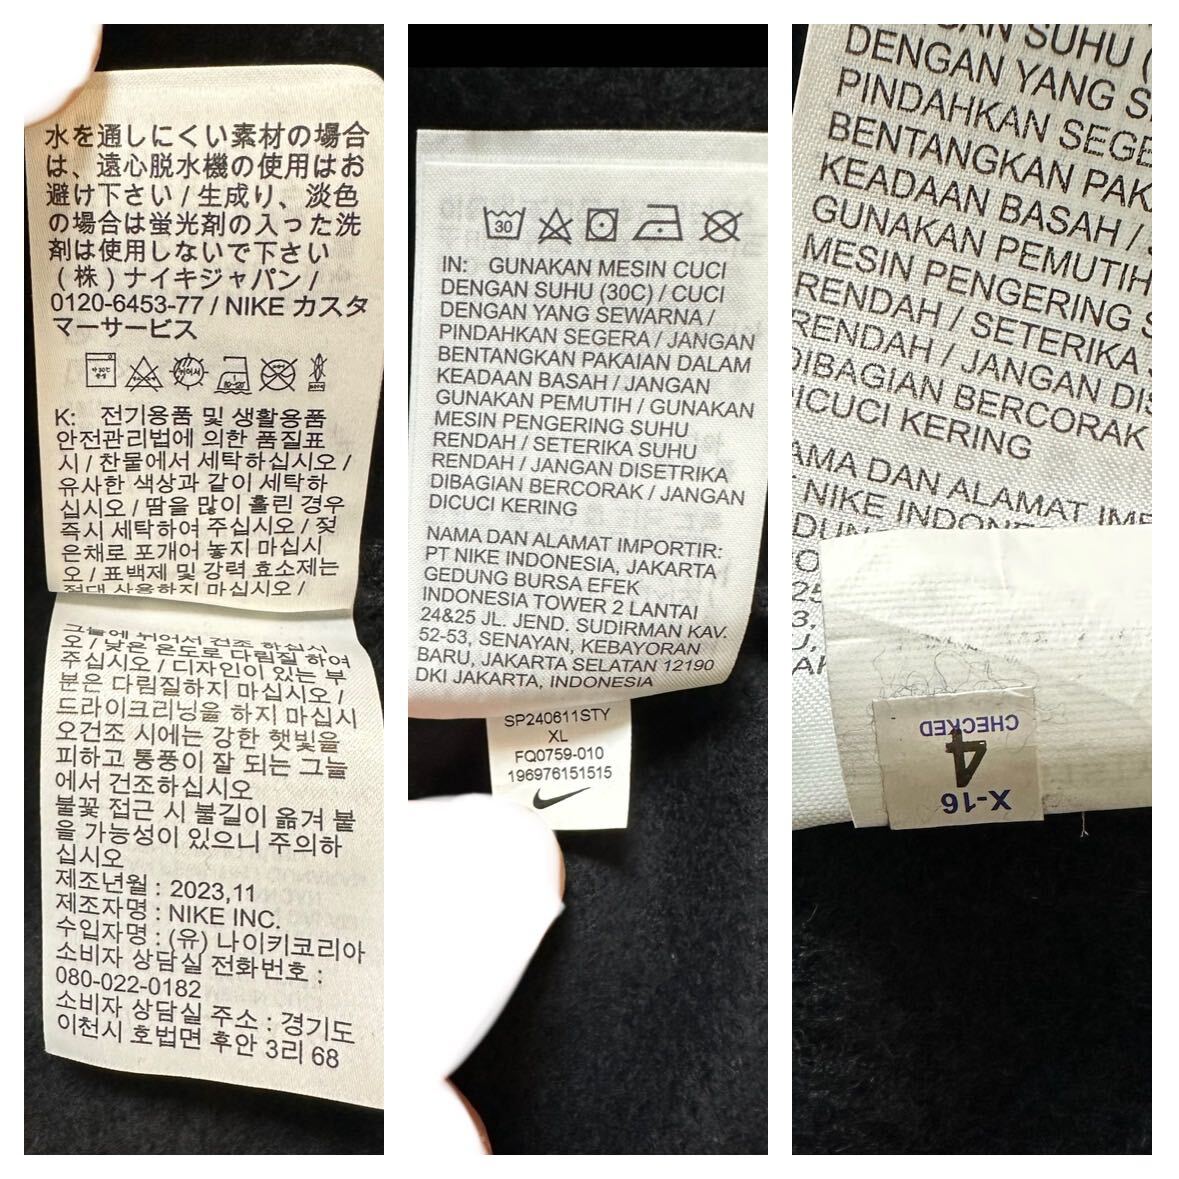 水を通しにくい素材の場合
は、遠心脱水機の使用はお
避け下さい / 生成り、淡色
の場合は蛍光剤の入った洗
剤は使用しないで下さい
(株)ナイキジャパン /
0120-6453-77 / NIKE カスタ
マーサービス
K: 전기용품 및 생활용품
안전관리법에 의한 품질표
시 / 찬물에서 세탁하십시오 /
유사한 색상과 같이 세탁하
십시오 / 땀을 많이 흘린 경우
즉시 세탁하여 주십시오 / 젖
은채로 포개어 놓지 마십시
오 / 표백제 및 강력 효소제는
절대 사용하지 마십시오 /
그늘에 뉘어서 건조 하십시
오 / 낮은 온도로 다림질 하여
주십시오 / 디자인이 있는 부
분은 다림질하지 마십시오 /
드라이크리닝을 하지 마십시
오건조 시에는 강한 햇빛을
피하고 통풍이 잘 되는 그늘
에서 건조하십시오
불꽃 접근 시 불길이 옮겨 붙
을 가능성이 있으니 주의하
십시오
제조년월 : 2023,11
제조자명 : NIKE INC.
수입자명 : (유) 나이키코리아
소비자 상담실 전화번호 :
080-022-0182
소비자 상담실 주소 : 경기도
이천시 호법면 후안 3리 68
30
IN: GUNAKAN MESIN CUCI
DENGAN SUHU (30C) / CUCI
DENGAN YANG SEWARNA /
PINDAHKAN SEGERA / JANGAN
BENTANGKAN PAKAIAN DALAM
KEADAAN BASAH / JANGAN
GUNAKAN PEMUTIH / GUNAKAN
MESIN PENGERING SUHU
RENDAH / SETERIKA SUHU
RENDAH / JANGAN DISETRIKA
DIBAGIAN BERCORAK / JANGAN
DICUCI KERING
NAMA DAN ALAMAT IMPORTIR:
PT NIKE INDONESIA, JAKARTA
GEDUNG BURSA EFEK
INDONESIA TOWER 2 LANTAI
24&25 JL. JEND. SUDIRMAN KAV.
52-53, SENAYAN, KEBAYORAN
BARU, JAKARTA SELATAN 12190
DKI JAKARTA, INDONESIA
SP240611STY
XL
FQ0759-010
196976151515
SUHU (
DENGAN YANG S
PINDAHKAN SEGE
BENTANGKAN PAK
KEADAAN BASAH /
GUNAKAN PEMUTIH
MESIN PENGERING S
RENDAH / SETERIKA
RENDAH / JANGAN DIS
DIBAGIAN BERCORAK
DICUCI KERING
AMA DAN ALAMAT IMP
NIKE INDONE
X-16
4
CHECKED